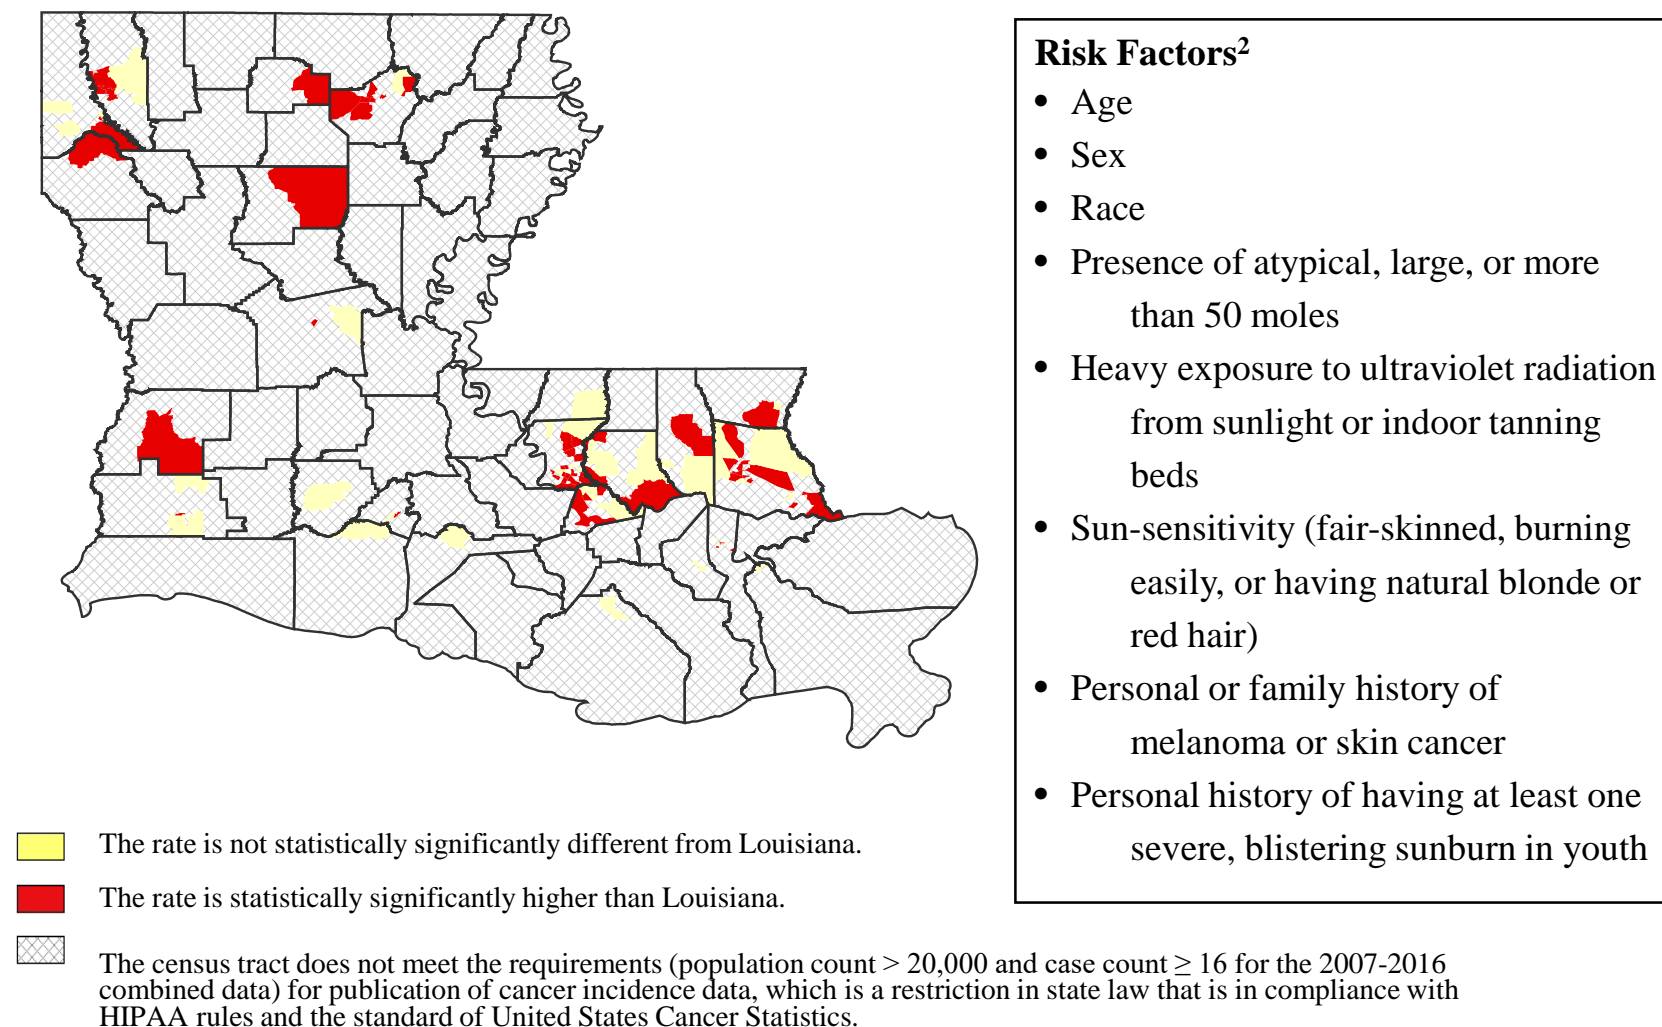 Risk Factors2
• Age
• Sex
• Race
• Presence of atypical, large, or more
than 50 moles
• Heavy exposure to ultraviolet radiation
from sunlight or indoor tanning
beds
• Sun-sensitivity (fair-skinned, burning
easily, or having natural blonde or
red hair)
• Personal or family history of
melanoma or skin cancer
• Personal history of having at least one
severe, blistering sunburn in youth
The rate is not statistically significantly different from Louisiana.
The rate is statistically significantly higher than Louisiana.
The census tract does not meet the requirements (population count > 20,000 and case count ≥ 16 for the 2007-2016
combined data) for publication of cancer incidence data, which is a restriction in state law that is in compliance with
HIPAA rules and the standard of United States Cancer Statistics.